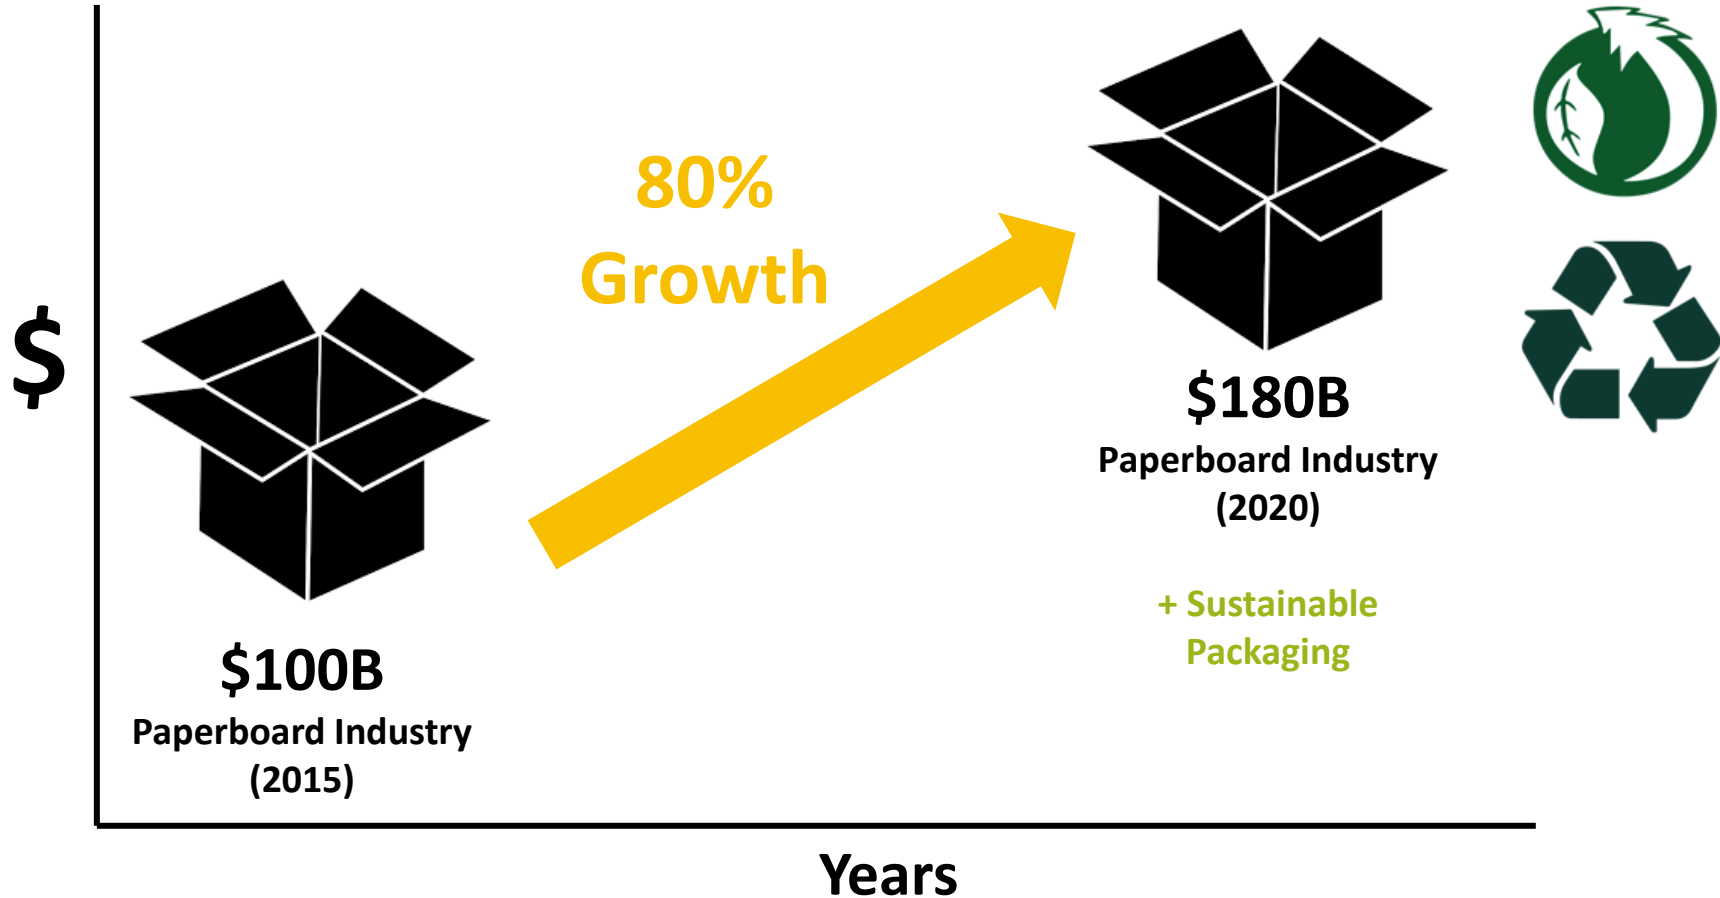 80%
Growth
$
$100B
Paperboard Industry
(2015)
$180B
Paperboard Industry
(2020)
+ Sustainable
Packaging
Years